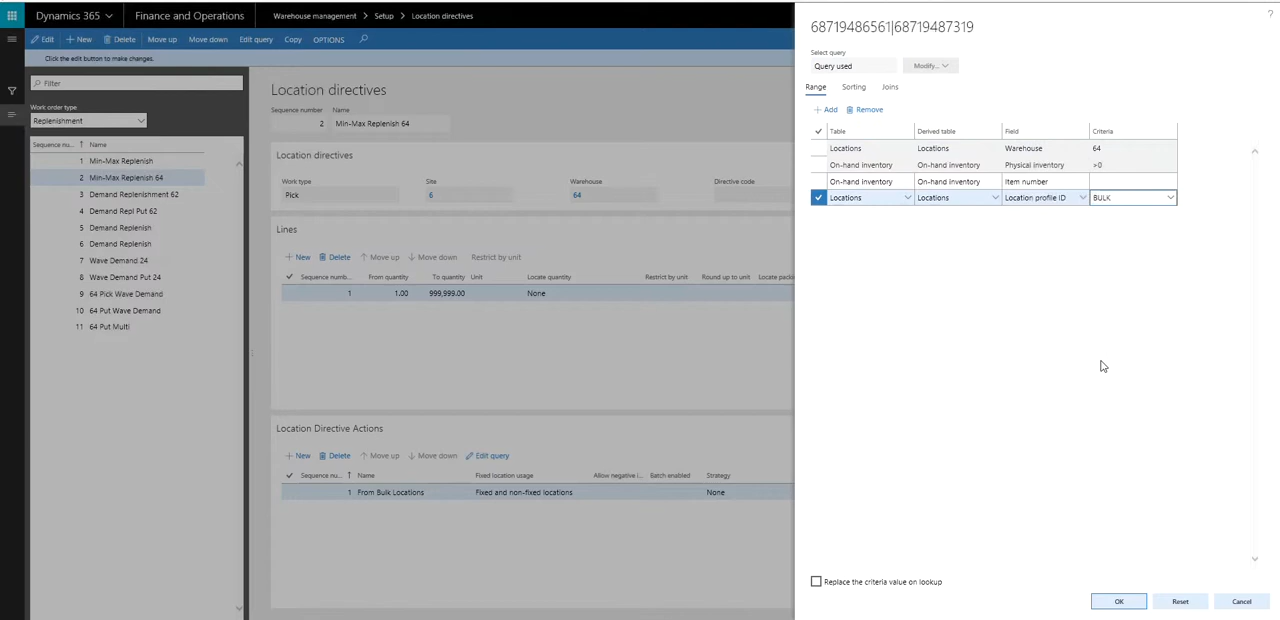 Dynamics 365
Finance and Operations
Warehouse management > Setup > Location directives
Edit + New Delete Move up Move down Edit query Copy OPTIONS
Click the edit button to make changes.
Filter
Work order type
Replenishment
Sequence nu... ↑ Name
1 Min-Max Replenish
2 Min-Max Replenish 64
3 Demand Replenishment 62
4 Demand Repl Put 62
5 Demand Replenish
6 Demand Replenish
7 Wave Demand 24
8 Wave Demand Put 24
9 64 Pick Wave Demand
10 64 Put Wave Demand
11 64 Put Multi
Location directives
Sequence number Name
2 Min-Max Replenish 64
Location directives
Work type Site Warehouse Directive code
Pick 6 64
Lines
+ New Delete ↑ Move up ↓ Move down Restrict by unit
Sequence numb... From quantity To quantity Unit Locate quantity Restrict by unit Round up to unit Locate pack
1 1.00 999,999.00 None
Location Directive Actions
+ New Delete ↑ Move up ↓ Move down Edit query
Sequence nu... ↑ Name Fixed location usage Allow negative i... Batch enabled Strategy
1 From Bulk Locations Fixed and non-fixed locations None
?
68719486561|68719487319
Select query
Query used Modify...
Range Sorting Joins
+ Add Remove
Table Derived table Field Criteria
Locations Locations Warehouse 64
On-hand inventory On-hand inventory Physical inventory >0
On-hand inventory On-hand inventory Item number
Locations Locations Location profile ID BULK
Replace the criteria value on lookup
OK Reset Cancel